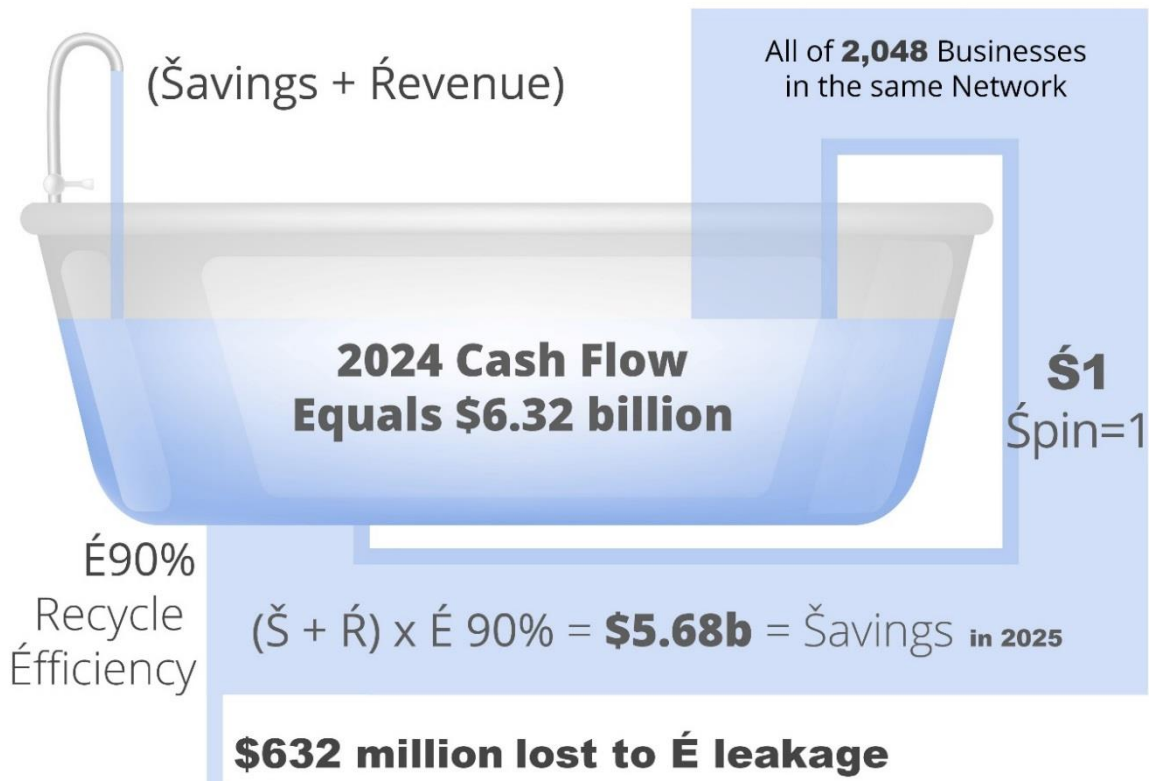 (Šavings + Ŕevenue)
All of 2,048 Businesses
in the same Network
2024 Cash Flow
Equals $6.32 billion
Ś1
Śpin=1
É90%
Recycle
Éfficiency
(Š + Ŕ) x É 90% = $5.68b = Šavings in 2025
$632 million lost to É leakage